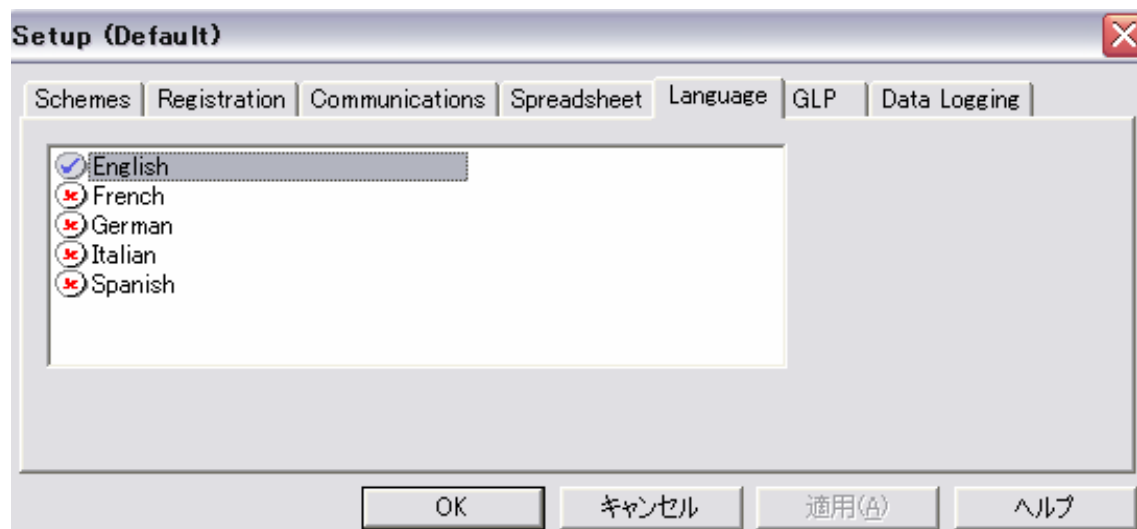 Setup (Default)
Schemes Registration Communications Spreadsheet Language GLP Data Logging
English
French
German
Italian
Spanish
OK キャンセル 適用(A) ヘルプ